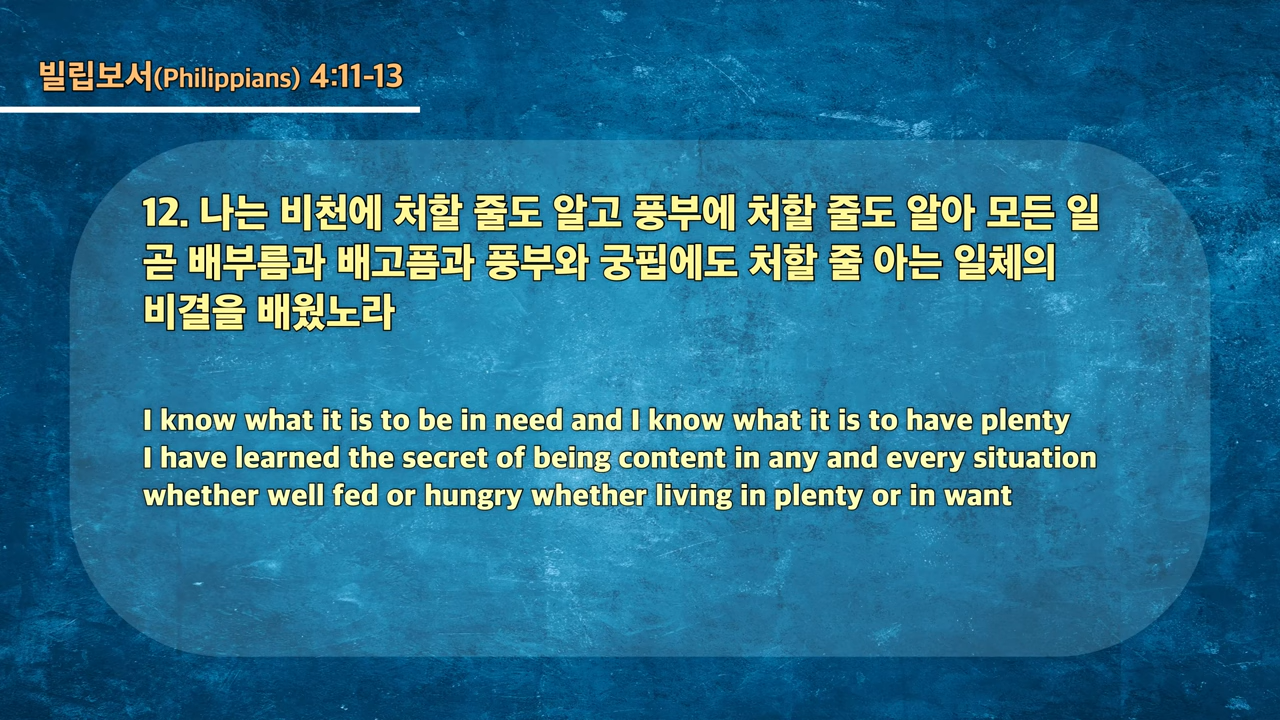 빌립보서(Philippians) 4:11-13
12. 나는 비천에 처할 줄도 알고 풍부에 처할 줄도 알아 모든 일
곧 배부름과 배고픔과 풍부와 궁핍에도 처할 줄 아는 일체의
비결을 배웠노라
I know what it is to be in need and I know what it is to have plenty
I have learned the secret of being content in any and every situation
whether well fed or hungry whether living in plenty or in want